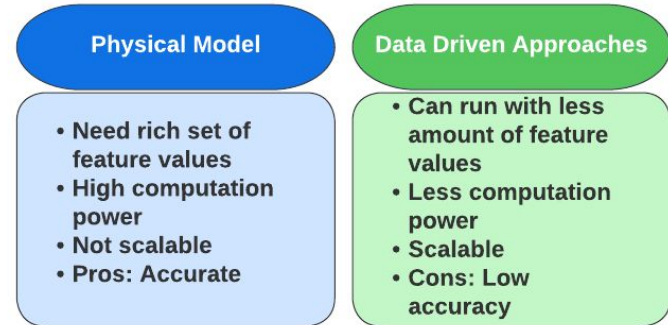 Physical Model
• Need rich set of
feature values
• High computation
power
• Not scalable
• Pros: Accurate
Data Driven Approaches
• Can run with less
amount of feature
values
• Less computation
power
• Scalable
• Cons: Low
accuracy